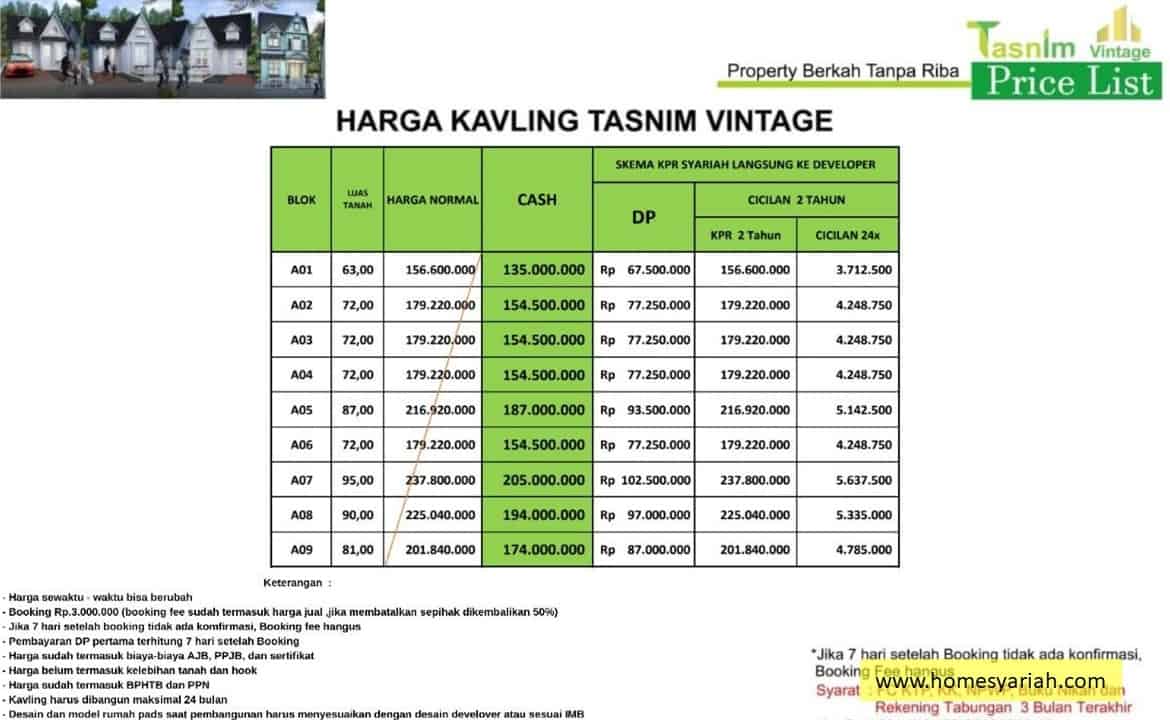 Tasnim Vintage
Property Berkah Tanpa Riba
Price List
HARGA KAVLING TASNIM VINTAGE
BLOK LUAS TANAH HARGA NORMAL CASH SKEMA KPR SYARIAH LANGSUNG KE DEVELOPER
DP CICILAN 2 TAHUN
KPR 2 Tahun CICILAN 24x
A01 63,00 156.600.000 135.000.000 Rp 67.500.000 156.600.000 3.712.500
A02 72,00 179.220.000 154.500.000 Rp 77.250.000 179.220.000 4.248.750
A03 72,00 179.220.000 154.500.000 Rp 77.250.000 179.220.000 4.248.750
A04 72,00 179.220.000 154.500.000 Rp 77.250.000 179.220.000 4.248.750
A05 87,00 216.920.000 187.000.000 Rp 93.500.000 216.920.000 5.142.500
A06 72,00 179.220.000 154.500.000 Rp 77.250.000 179.220.000 4.248.750
A07 95,00 237.800.000 205.000.000 Rp 102.500.000 237.800.000 5.637.500
A08 90,00 225.040.000 194.000.000 Rp 97.000.000 225.040.000 5.335.000
A09 81,00 201.840.000 174.000.000 Rp 87.000.000 201.840.000 4.785.000
Keterangan :
- Harga sewaktu - waktu bisa berubah
- Booking Rp.3.000.000 (booking fee sudah termasuk harga jual ,jika membatalkan sepihak dikembalikan 50%)
- Jika 7 hari setelah booking tidak ada komfirmasi, Booking fee hangus
- Pembayaran DP pertama terhitung 7 hari setelah Booking
- Harga sudah termasuk biaya-biaya AJB, PPJB, dan sertifikat
- Harga belum termasuk kelebihan tanah dan hook
- Harga sudah termasuk BPHTB dan PPN
- Kavling harus dibangun maksimal 24 bulan
- Desain dan model rumah pads saat pembangunan harus menyesuaikan dengan desain develover atau sesuai IMB
*Jika 7 hari setelah Booking tidak ada konfirmasi,
Booking Fee hangus
www.homesyariah.com
Syarat : FC KTP, KK, NPWP, Buku Nikah dan
Rekening Tabungan 3 Bulan Terakhir